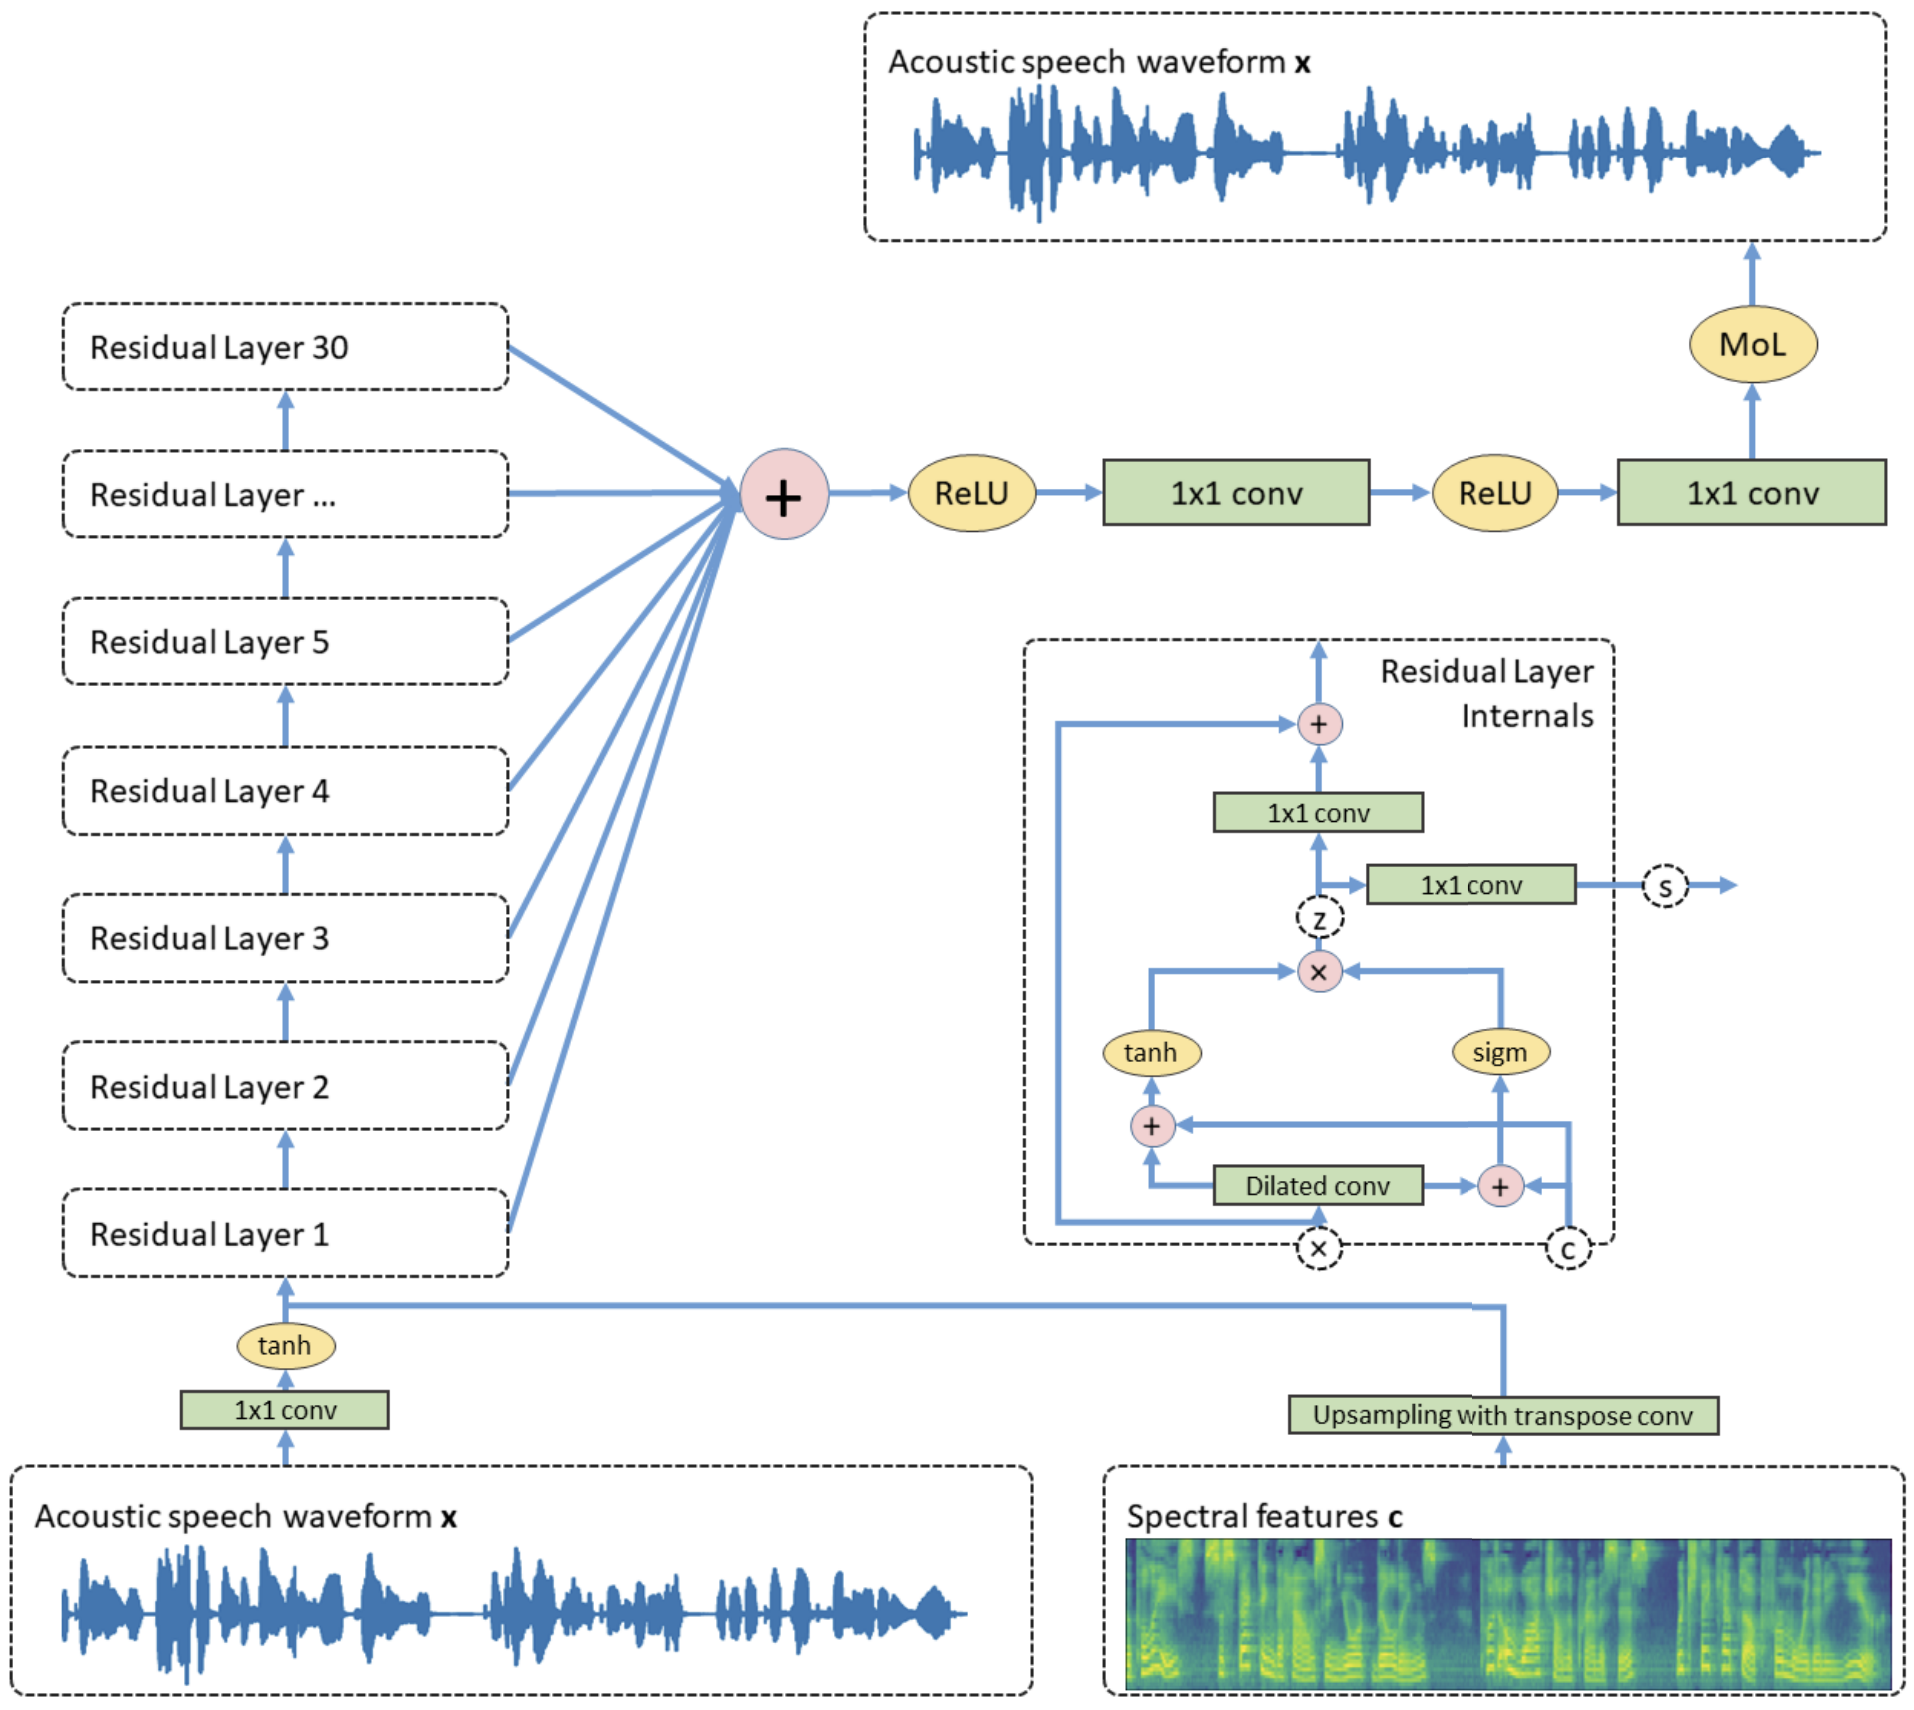 Acoustic speech waveform x
MoL
Residual Layer 30
Residual Layer ...
+
ReLU
1x1 conv
ReLU
1x1 conv
Residual Layer 5
Residual Layer 4
Residual Layer 3
Residual Layer 2
Residual Layer 1
Residual Layer
Internals
+
1x1 conv
1x1 conv
s
z
×
tanh
sigm
+
Dilated conv
+
×
c
tanh
1x1 conv
Upsampling with transpose conv
Acoustic speech waveform x
Spectral features c